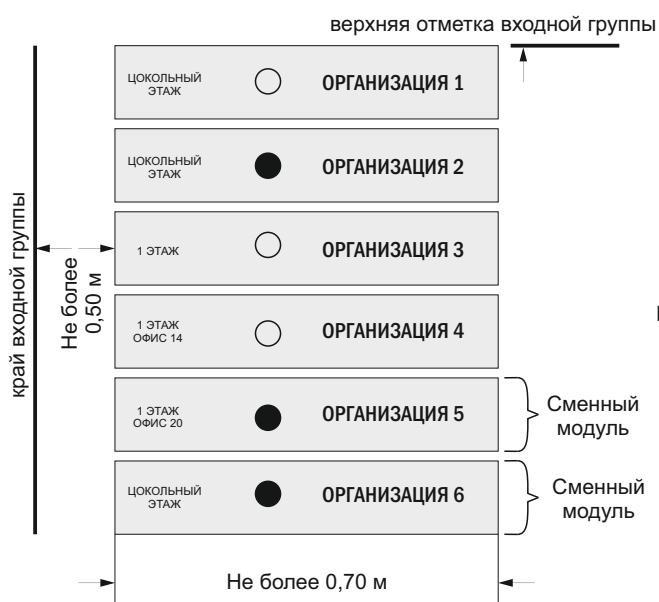 верхняя отметка входной группы
край входной группы
Не более
0,50 м
ЦОКОЛЬНЫЙ
ЭТАЖ
ОРГАНИЗАЦИЯ 1
ЦОКОЛЬНЫЙ
ЭТАЖ
ОРГАНИЗАЦИЯ 2
1 ЭТАЖ
ОРГАНИЗАЦИЯ 3
1 ЭТАЖ
ОФИС 14
ОРГАНИЗАЦИЯ 4
1 ЭТАЖ
ОФИС 20
ОРГАНИЗАЦИЯ 5
Сменный
модуль
ЦОКОЛЬНЫЙ
ЭТАЖ
ОРГАНИЗАЦИЯ 6
Сменный
модуль
Не более 0,70 м